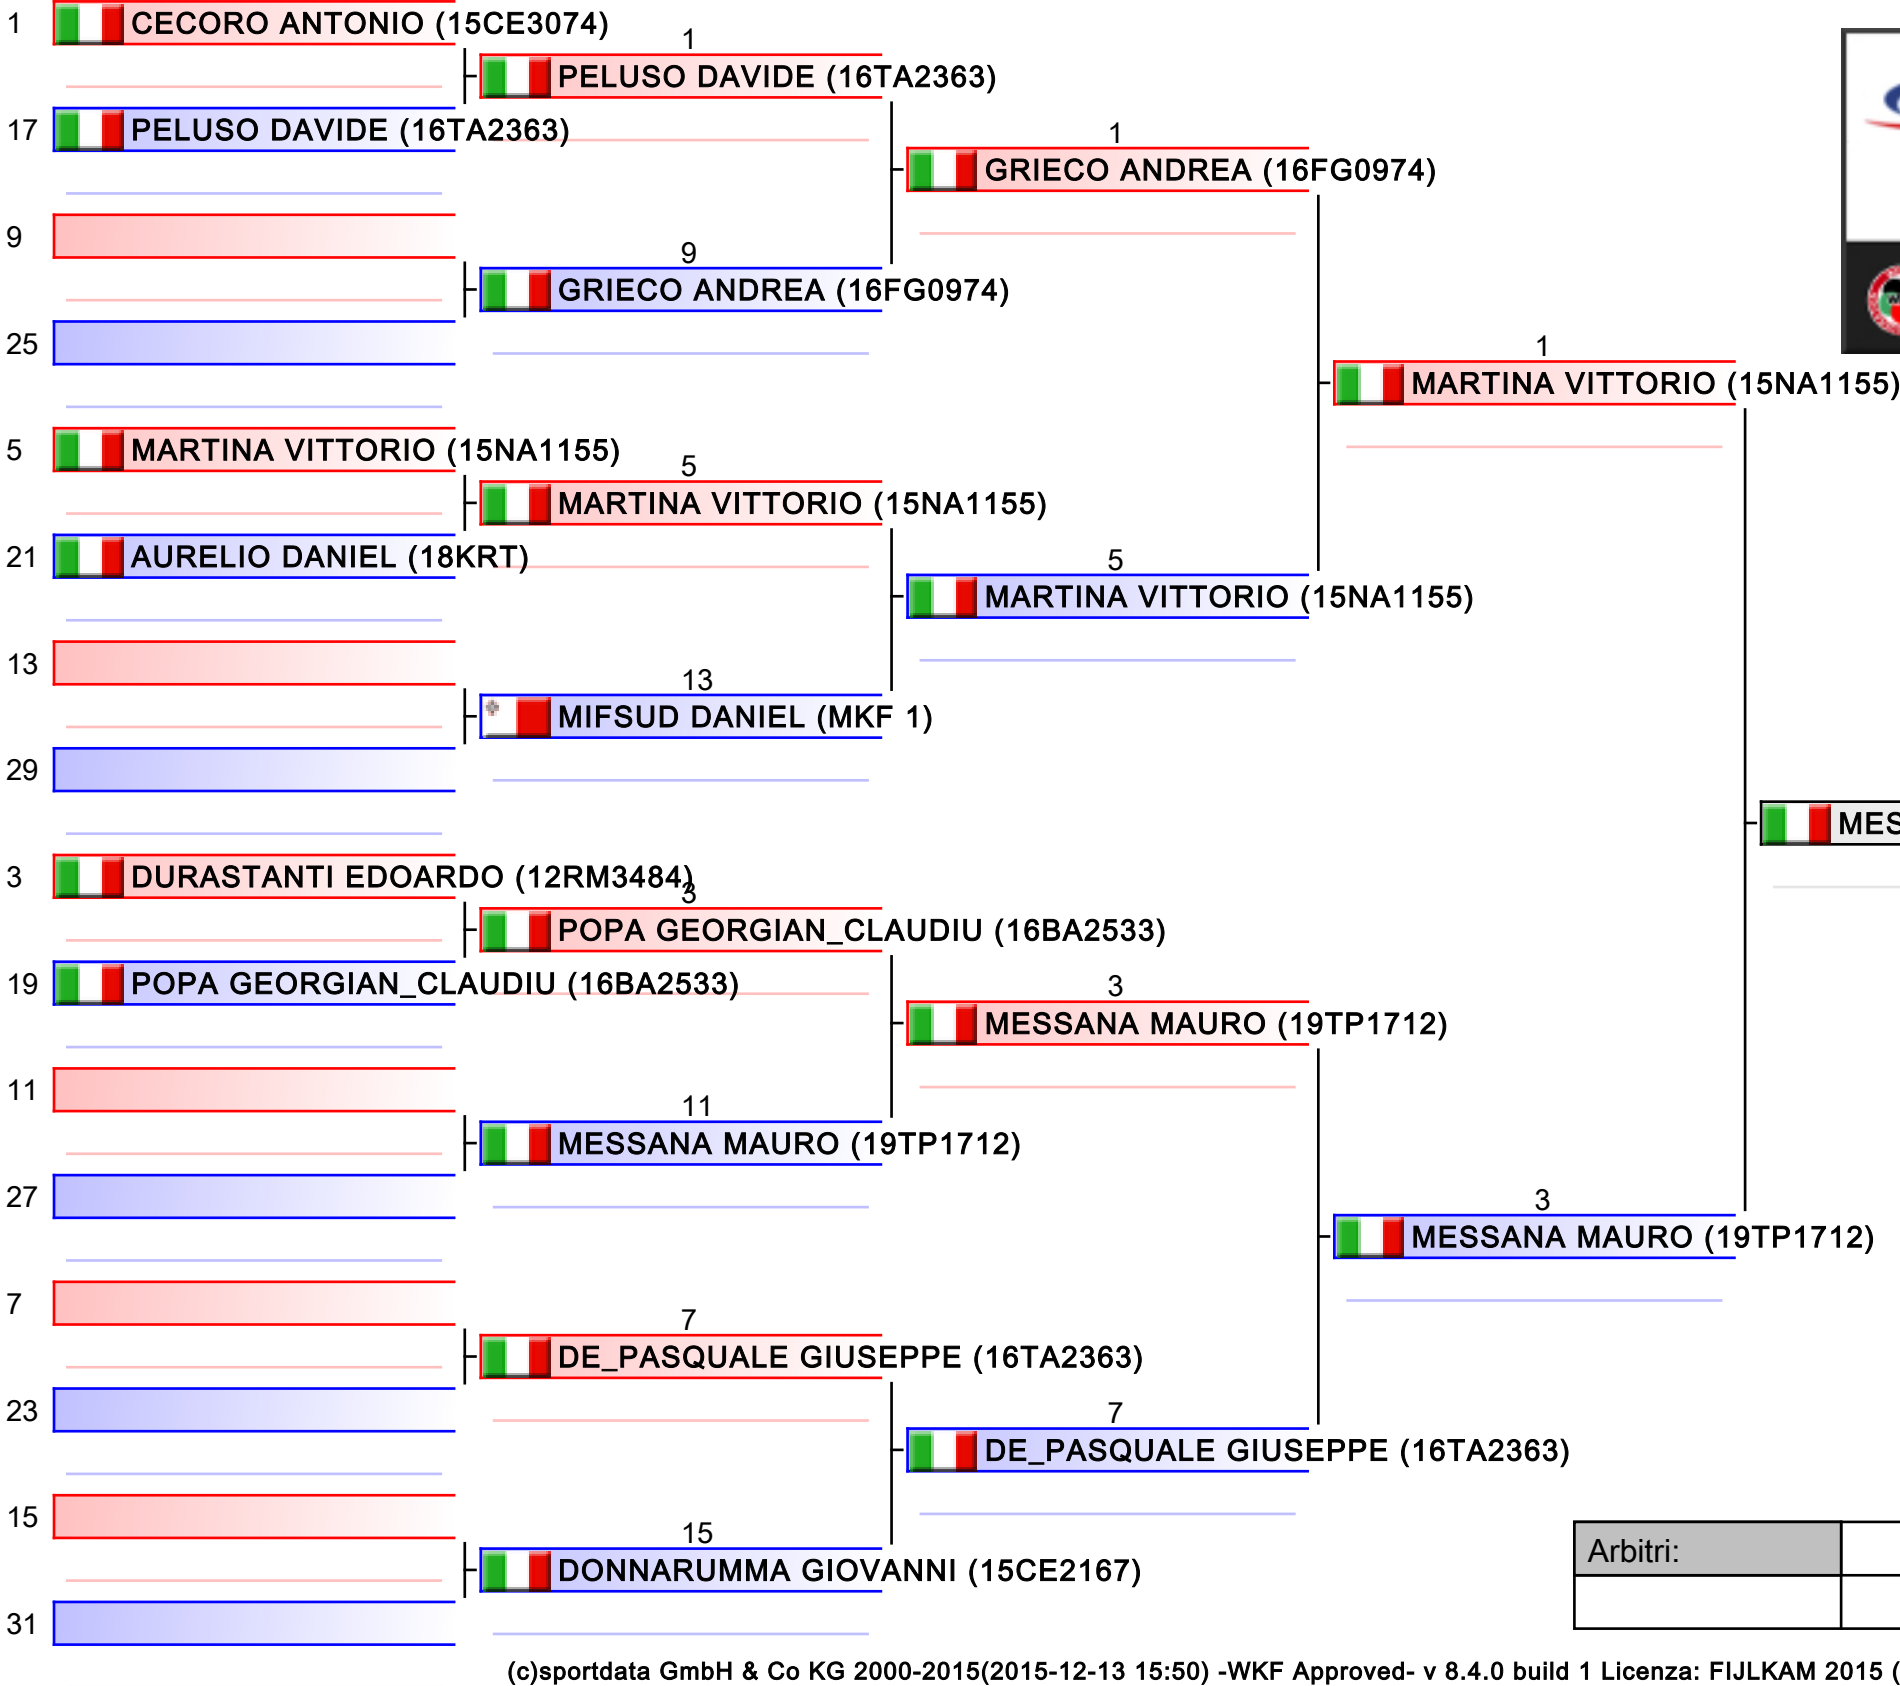 1 CECORO ANTONIO (15CE3074)
1
PELUSO DAVIDE (16TA2363)
17 PELUSO DAVIDE (16TA2363)
1
GRIECO ANDREA (16FG0974)
9
9
GRIECO ANDREA (16FG0974)
25
1
MARTINA VITTORIO (15NA1155)
5 MARTINA VITTORIO (15NA1155)
5
MARTINA VITTORIO (15NA1155)
21 AURELIO DANIEL (18KRT)
5
MARTINA VITTORIO (15NA1155)
13
13
MIFSUD DANIEL (MKF 1)
29
MES
3 DURASTANTI EDOARDO (12RM3484)
3
POPA GEORGIAN_CLAUDIU (16BA2533)
19 POPA GEORGIAN_CLAUDIU (16BA2533)
3
MESSANA MAURO (19TP1712)
11
11
MESSANA MAURO (19TP1712)
27
3
MESSANA MAURO (19TP1712)
7
7
DE_PASQUALE GIUSEPPE (16TA2363)
23
7
DE_PASQUALE GIUSEPPE (16TA2363)
15
15
DONNARUMMA GIOVANNI (15CE2167)
Arbitri:
31
(c)sportdata GmbH & Co KG 2000-2015(2015-12-13 15:50) -WKF Approved- v 8.4.0 build 1 Licenza: FIJLKAM 2015 (